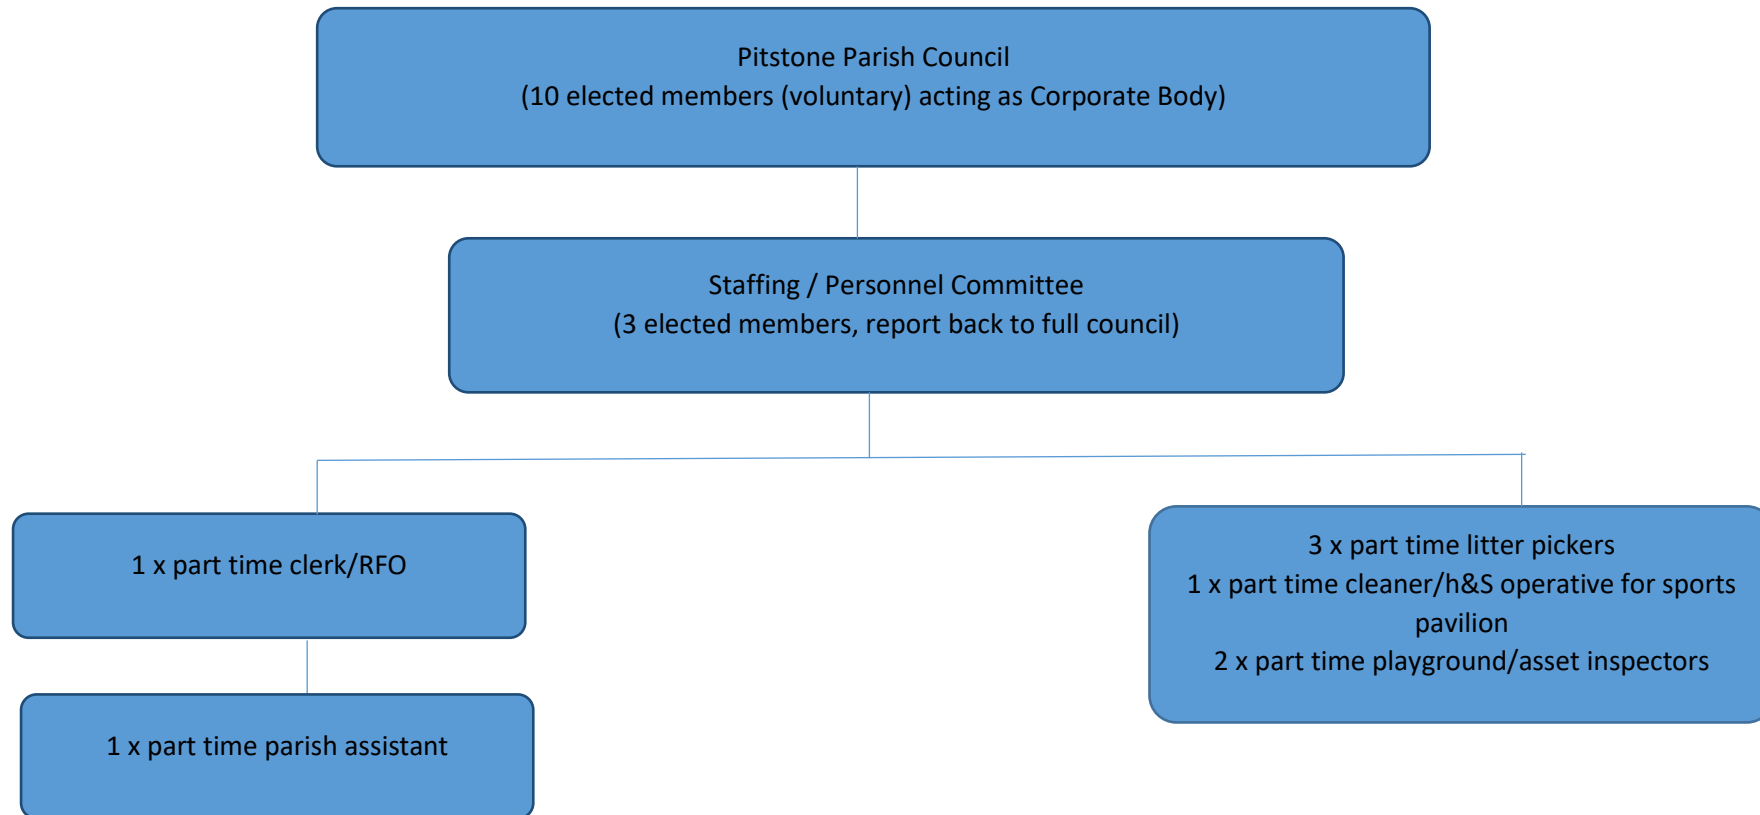 Pitstone Parish Council
(10 elected members (voluntary) acting as Corporate Body)
Staffing / Personnel Committee
(3 elected members, report back to full council)
1 x part time clerk/RFO
3 x part time litter pickers
1 x part time cleaner/h&S operative for sports
pavilion
2 x part time playground/asset inspectors
1 x part time parish assistant